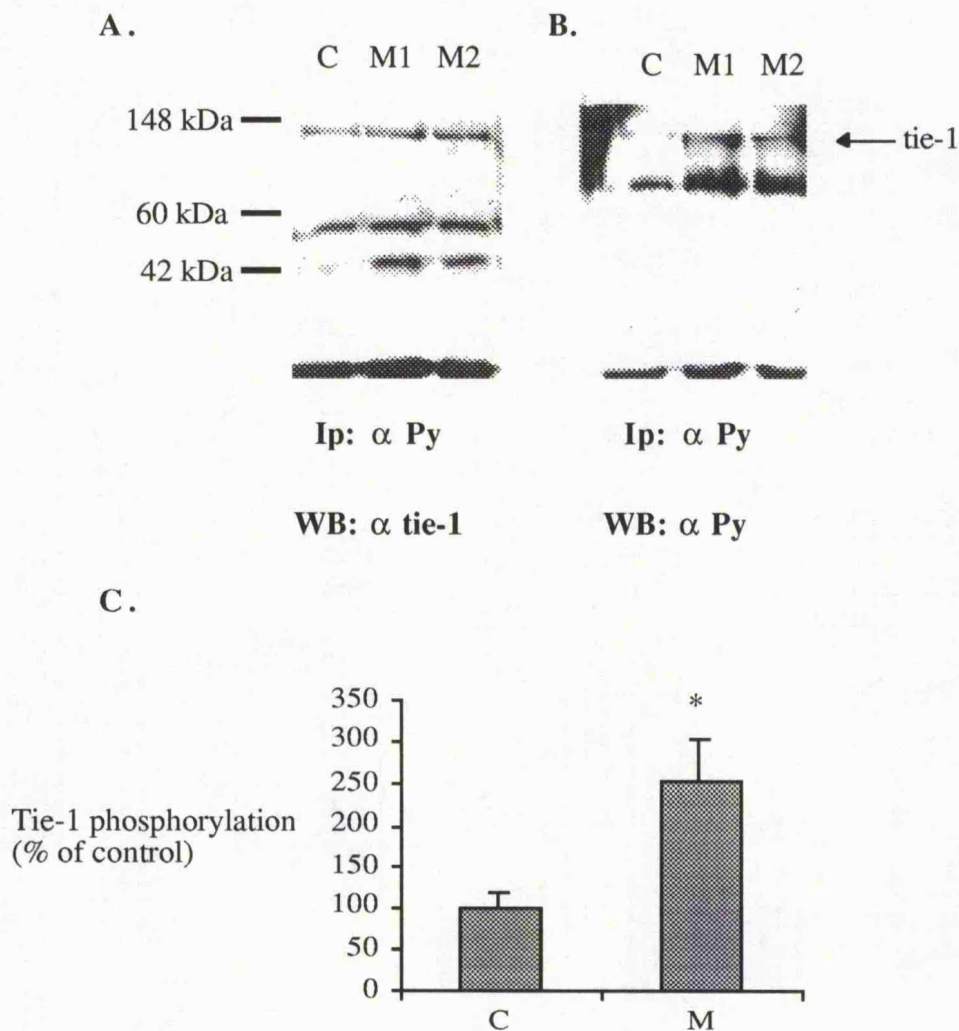 A.
C M1 M2
148 kDa
60 kDa
42 kDa
Ip: α Py
WB: α tie-1
B.
C M1 M2
tie-1
Ip: α Py
WB: α Py
C.
Tie-1 phosphorylation
(% of control)
350
300
250
200
150
100
50
0
*
C M